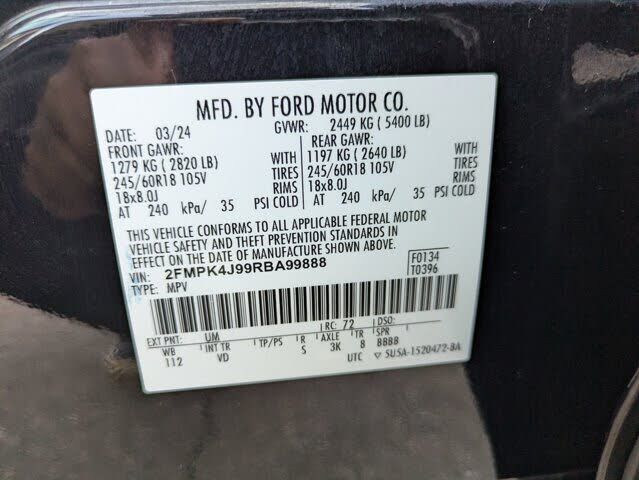 MFD. BY FORD MOTOR CO.
DATE: 03/24 GVWR: 2449 KG ( 5400 LB)
FRONT GAWR: REAR GAWR:
1279 KG ( 2820 LB) WITH 1197 KG ( 2640 LB) WITH
245/60R18 105V TIRES 245/60R18 105V TIRES
18x8.0J RIMS 18x8.0J RIMS
AT 240 kPa/ 35 PSI COLD AT 240 kPa/ 35 PSI COLD
THIS VEHICLE CONFORMS TO ALL APPLICABLE FEDERAL MOTOR
VEHICLE SAFETY AND THEFT PREVENTION STANDARDS IN
EFFECT ON THE DATE OF MANUFACTURE SHOWN ABOVE.
VIN: 2FMPK4J99RBA99888 F0134
TYPE: MPV T0396
EXT PNT: UM RC: 72 DSO:
WB INT TR TP/PS R AXLE TR SPR
112 VD S 3K 8 BBBB
UTC 5U5A-1520472-BA